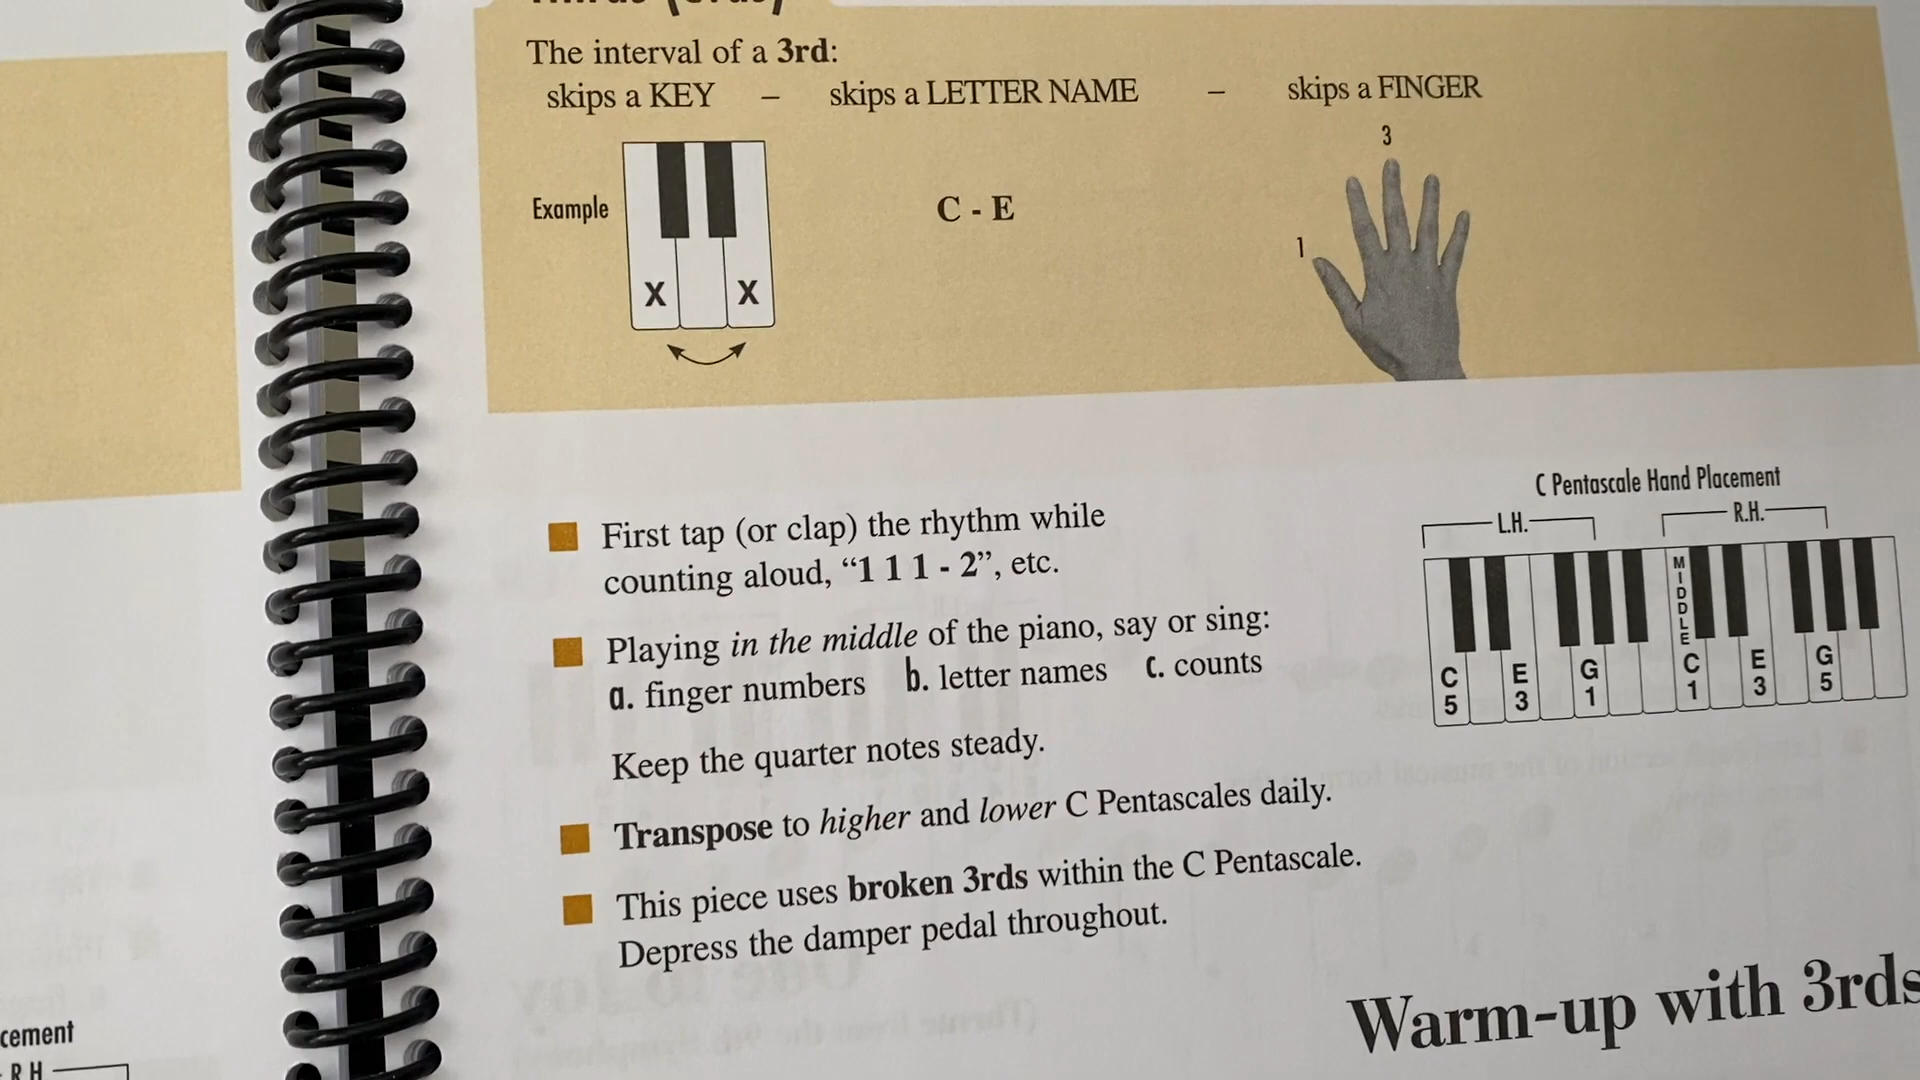 The interval of a 3rd:
skips a KEY – skips a LETTER NAME – skips a FINGER
3
Example
C - E
1
X X
C Pentascale Hand Placement
L.H. R.H.
First tap (or clap) the rhythm while
counting aloud, “1 1 1 - 2”, etc.
Playing in the middle of the piano, say or sing:
a. finger numbers b. letter names c. counts
MIDDLE
C E G C E G
5 3 1 1 3 5
Keep the quarter notes steady.
Transpose to higher and lower C Pentascales daily.
This piece uses broken 3rds within the C Pentascale.
Depress the damper pedal throughout.
Warm-up with 3rds
cement
R H